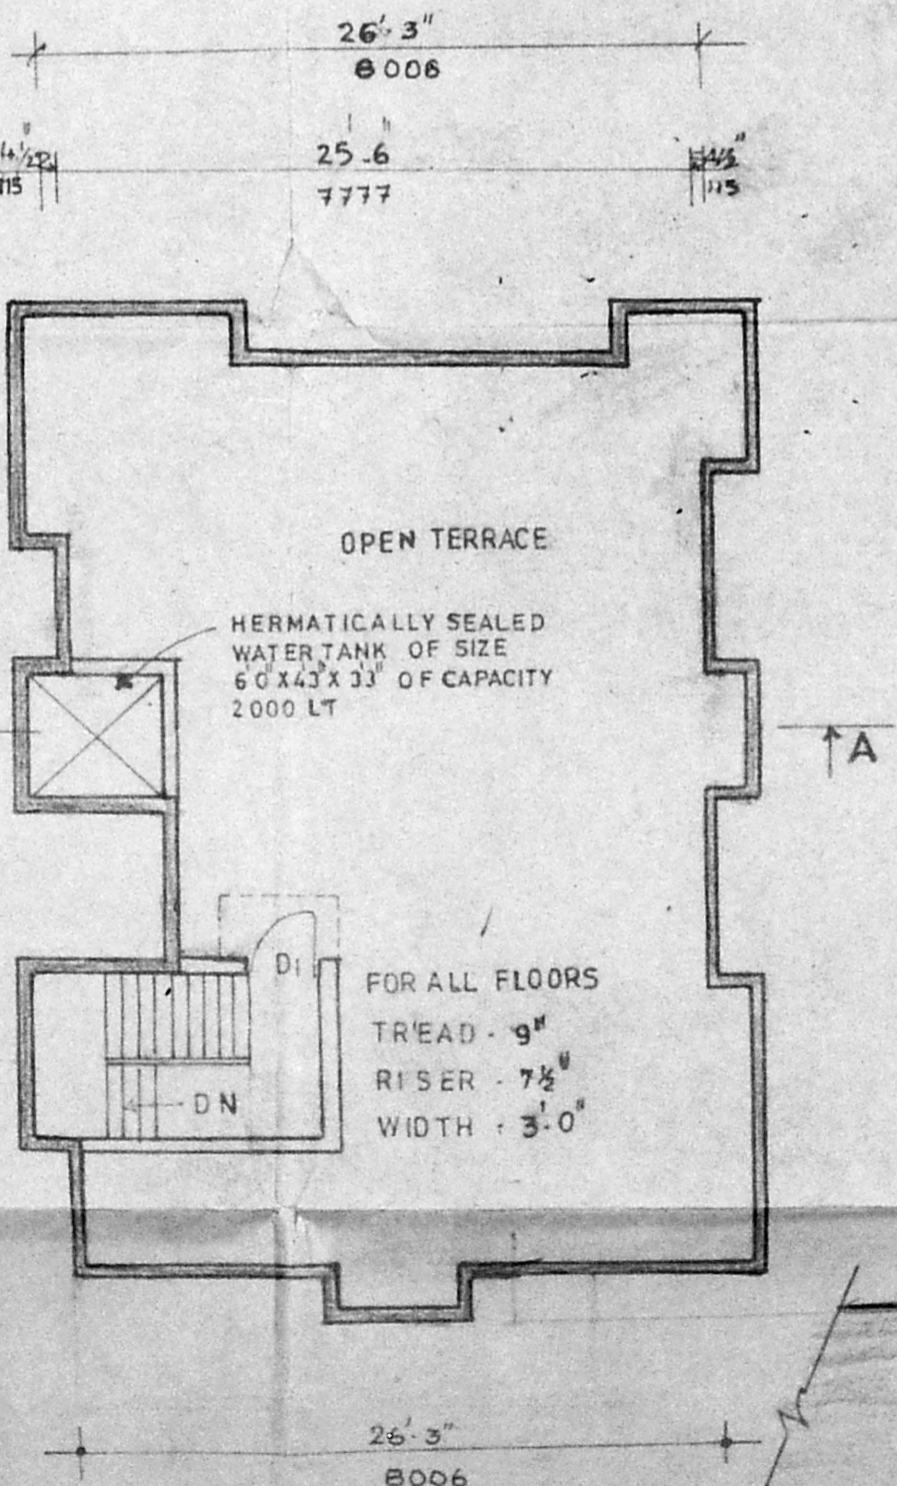 26'-3"
8006
4½"
25'-6"
4½"
115
7777
115
OPEN TERRACE
HERMATICALLY SEALED
WATER TANK OF SIZE
6'0"X4'3"X 3'3" OF CAPACITY
2000 LT
A
D1
FOR ALL FLOORS
TREAD - 9"
RISER - 7½"
DN
WIDTH : 3'-0"
26'-3"
8006